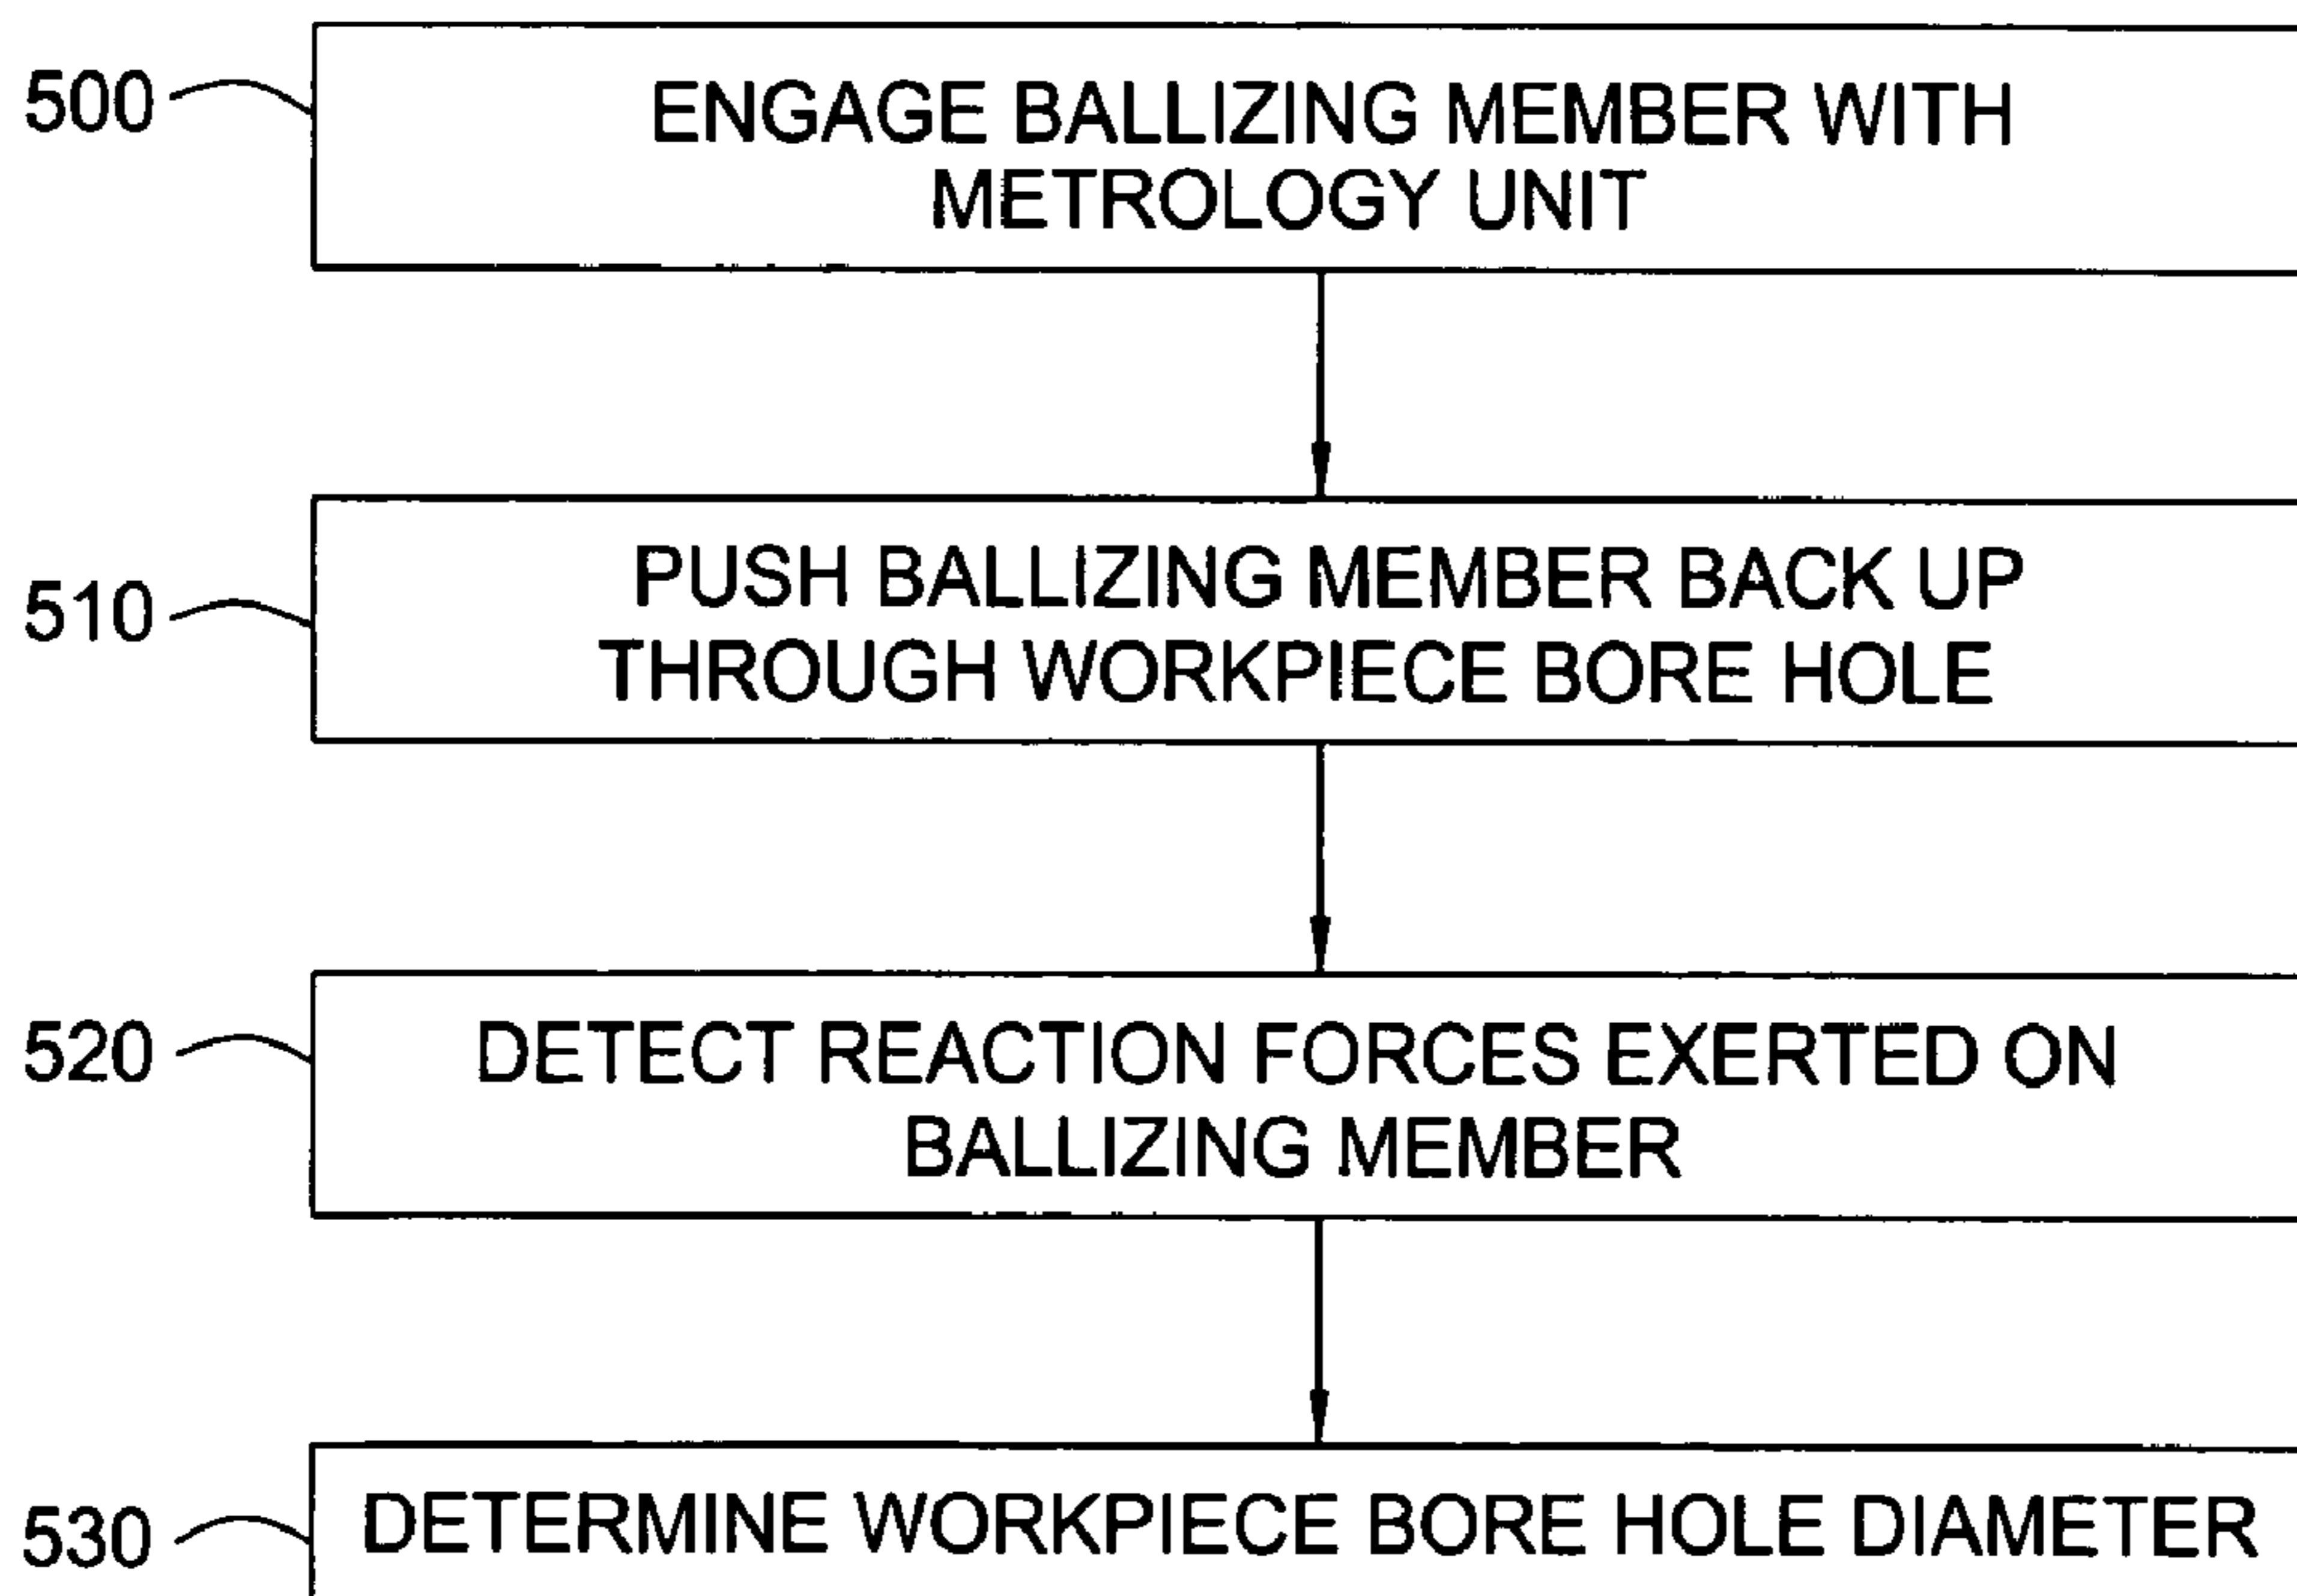 500
ENGAGE BALLIZING MEMBER WITH
METROLOGY UNIT
510
PUSH BALLIZING MEMBER BACK UP
THROUGH WORKPIECE BORE HOLE
520
DETECT REACTION FORCES EXERTED ON
BALLIZING MEMBER
530
DETERMINE WORKPIECE BORE HOLE DIAMETER